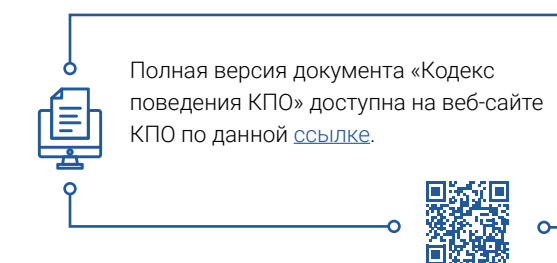 Полная версия документа «Кодекс
поведения КПО» доступна на веб-сайте
КПО по данной ссылке.